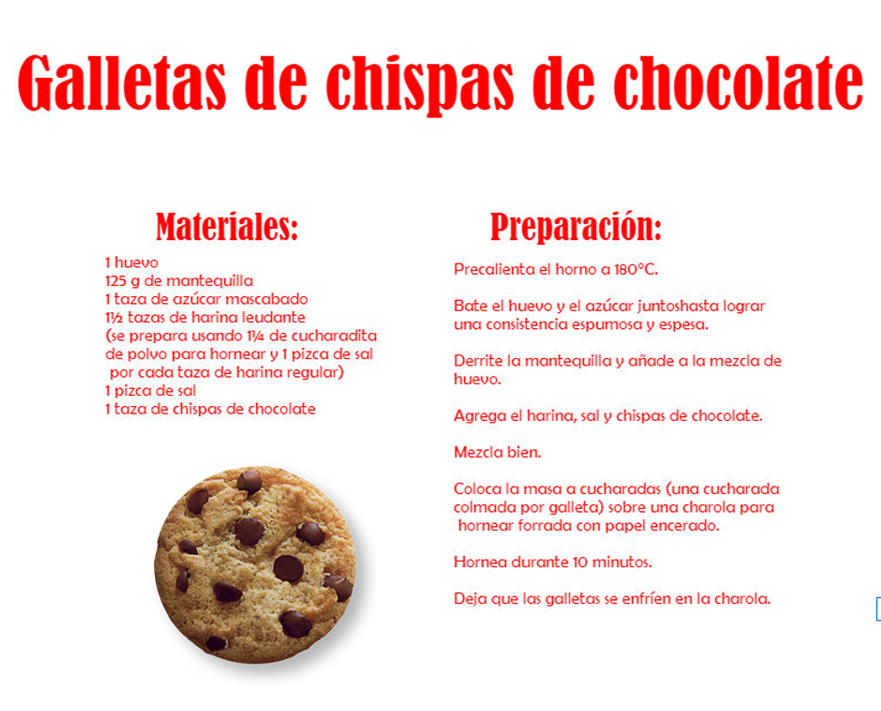 Galletas de chispas de chocolate
Materiales:
1 huevo
125 g de mantequilla
1 taza de azúcar mascabado
1½ tazas de harina leudante
(se prepara usando 1¼ de cucharadita
de polvo para hornear y 1 pizca de sal
por cada taza de harina regular)
1 pizca de sal
1 taza de chispas de chocolate
Preparación:
Precalienta el horno a 180°C.
Bate el huevo y el azúcar juntoshasta lograr
una consistencia espumosa y espesa.
Derrite la mantequilla y añade a la mezcla de
huevo.
Agrega el harina, sal y chispas de chocolate.
Mezcla bien.
Coloca la masa a cucharadas (una cucharada
colmada por galleta) sobre una charola para
hornear forrada con papel encerado.
Hornea durante 10 minutos.
Deja que las galletas se enfríen en la charola.